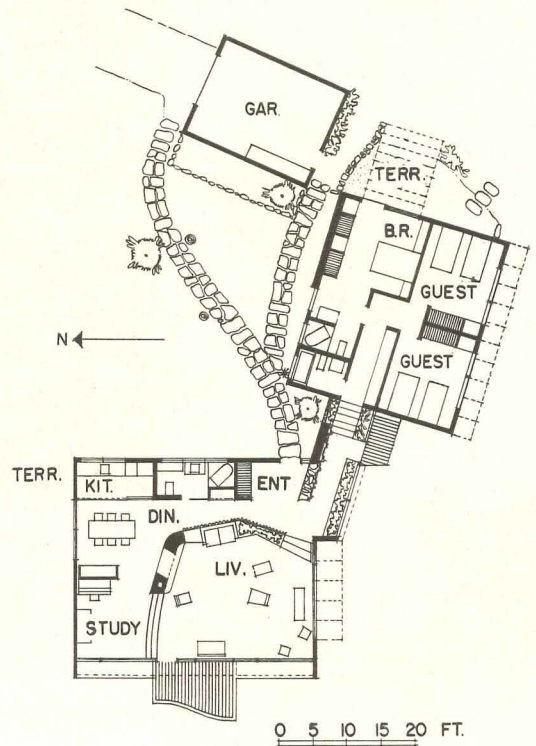 GAR.
TERR.
B.R.
GUEST
N
GUEST
TERR.
KIT.
ENT
DIN.
LIV.
STUDY
0 5 10 15 20 FT.